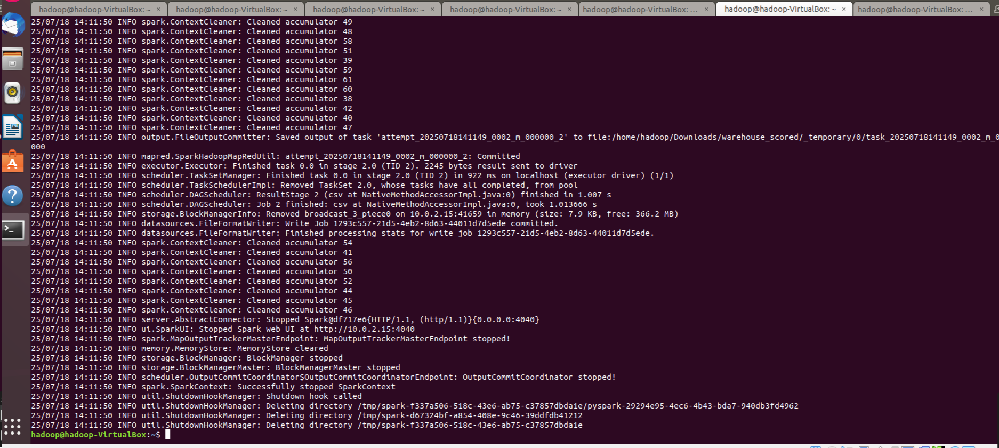 hadoop@hadoop-VirtualBox: ~ × hadoop@hadoop-VirtualBox: ~ × hadoop@hadoop-VirtualBox: ~ × hadoop@hadoop-VirtualBox: ~ × hadoop@hadoop-VirtualBox: ... × hadoop@hadoop-VirtualBox: ~ × hadoop@hadoop-VirtualBox: ... ×
25/07/18 14:11:50 INFO spark.ContextCleaner: Cleaned accumulator 49
25/07/18 14:11:50 INFO spark.ContextCleaner: Cleaned accumulator 48
25/07/18 14:11:50 INFO spark.ContextCleaner: Cleaned accumulator 58
25/07/18 14:11:50 INFO spark.ContextCleaner: Cleaned accumulator 51
25/07/18 14:11:50 INFO spark.ContextCleaner: Cleaned accumulator 39
25/07/18 14:11:50 INFO spark.ContextCleaner: Cleaned accumulator 59
25/07/18 14:11:50 INFO spark.ContextCleaner: Cleaned accumulator 61
25/07/18 14:11:50 INFO spark.ContextCleaner: Cleaned accumulator 60
25/07/18 14:11:50 INFO spark.ContextCleaner: Cleaned accumulator 38
25/07/18 14:11:50 INFO spark.ContextCleaner: Cleaned accumulator 42
25/07/18 14:11:50 INFO spark.ContextCleaner: Cleaned accumulator 40
25/07/18 14:11:50 INFO spark.ContextCleaner: Cleaned accumulator 47
25/07/18 14:11:50 INFO output.FileOutputCommitter: Saved output of task 'attempt_20250718141149_0002_m_000000_2' to file:/home/hadoop/Downloads/warehouse_scored/_temporary/0/task_20250718141149_0002_m_0
000
25/07/18 14:11:50 INFO mapred.SparkHadoopMapRedUtil: attempt_20250718141149_0002_m_000000_2: Committed
25/07/18 14:11:50 INFO executor.Executor: Finished task 0.0 in stage 2.0 (TID 2). 2245 bytes result sent to driver
25/07/18 14:11:50 INFO scheduler.TaskSetManager: Finished task 0.0 in stage 2.0 (TID 2) in 922 ms on localhost (executor driver) (1/1)
25/07/18 14:11:50 INFO scheduler.TaskSchedulerImpl: Removed TaskSet 2.0, whose tasks have all completed, from pool
25/07/18 14:11:50 INFO scheduler.DAGScheduler: ResultStage 2 (csv at NativeMethodAccessorImpl.java:0) finished in 1.007 s
25/07/18 14:11:50 INFO scheduler.DAGScheduler: Job 2 finished: csv at NativeMethodAccessorImpl.java:0, took 1.013666 s
25/07/18 14:11:50 INFO storage.BlockManagerInfo: Removed broadcast_3_piece0 on 10.0.2.15:41659 in memory (size: 7.9 KB, free: 366.2 MB)
25/07/18 14:11:50 INFO datasources.FileFormatWriter: Write Job 1293c557-21d5-4eb2-8d63-44011d7d5ede committed.
25/07/18 14:11:50 INFO datasources.FileFormatWriter: Finished processing stats for write job 1293c557-21d5-4eb2-8d63-44011d7d5ede.
25/07/18 14:11:50 INFO spark.ContextCleaner: Cleaned accumulator 54
25/07/18 14:11:50 INFO spark.ContextCleaner: Cleaned accumulator 41
25/07/18 14:11:50 INFO spark.ContextCleaner: Cleaned accumulator 56
25/07/18 14:11:50 INFO spark.ContextCleaner: Cleaned accumulator 50
25/07/18 14:11:50 INFO spark.ContextCleaner: Cleaned accumulator 52
25/07/18 14:11:50 INFO spark.ContextCleaner: Cleaned accumulator 44
25/07/18 14:11:50 INFO spark.ContextCleaner: Cleaned accumulator 45
25/07/18 14:11:50 INFO spark.ContextCleaner: Cleaned accumulator 46
25/07/18 14:11:50 INFO server.AbstractConnector: Stopped Spark@df717e6{HTTP/1.1, (http/1.1)}{0.0.0.0:4040}
25/07/18 14:11:50 INFO ui.SparkUI: Stopped Spark web UI at http://10.0.2.15:4040
25/07/18 14:11:50 INFO spark.MapOutputTrackerMasterEndpoint: MapOutputTrackerMasterEndpoint stopped!
25/07/18 14:11:50 INFO memory.MemoryStore: MemoryStore cleared
25/07/18 14:11:50 INFO storage.BlockManager: BlockManager stopped
25/07/18 14:11:50 INFO storage.BlockManagerMaster: BlockManagerMaster stopped
25/07/18 14:11:50 INFO scheduler.OutputCommitCoordinator$OutputCommitCoordinatorEndpoint: OutputCommitCoordinator stopped!
25/07/18 14:11:50 INFO spark.SparkContext: Successfully stopped SparkContext
25/07/18 14:11:50 INFO util.ShutdownHookManager: Shutdown hook called
25/07/18 14:11:50 INFO util.ShutdownHookManager: Deleting directory /tmp/spark-f337a506-518c-43e6-ab75-c37857dbda1e/pyspark-29294e95-4ec6-4b43-bda7-940db3fd4962
25/07/18 14:11:50 INFO util.ShutdownHookManager: Deleting directory /tmp/spark-d67324bf-a854-408e-9c46-39ddfdb41212
25/07/18 14:11:50 INFO util.ShutdownHookManager: Deleting directory /tmp/spark-f337a506-518c-43e6-ab75-c37857dbda1e
hadoop@hadoop-VirtualBox:~$